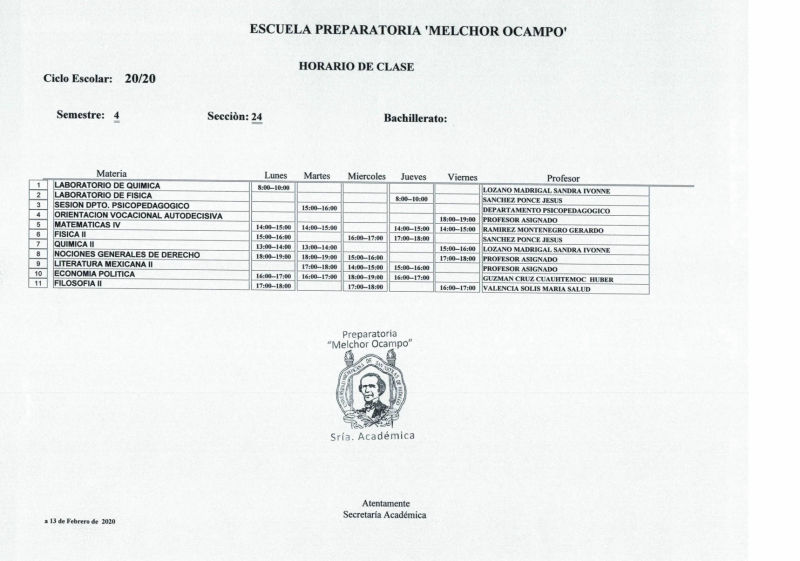 ESCUELA PREPARATORIA 'MELCHOR OCAMPO'
HORARIO DE CLASE
Ciclo Escolar: 20/20
Semestre: 4 Secciòn: 24 Bachillerato:
Materia Lunes Martes Miercoles Jueves Viernes Profesor
1 LABORATORIO DE QUIMICA 8:00--10:00 LOZANO MADRIGAL SANDRA IVONNE
2 LABORATORIO DE FISICA 8:00--10:00 SANCHEZ PONCE JESUS
3 SESION DPTO. PSICOPEDAGOGICO 15:00--16:00 DEPARTAMENTO PSICOPEDAGOGICO
4 ORIENTACION VOCACIONAL AUTODECISIVA 18:00--19:00 PROFESOR ASIGNADO
5 MATEMATICAS IV 14:00--15:00 14:00--15:00 14:00--15:00 14:00--15:00 RAMIREZ MONTENEGRO GERARDO
6 FISICA II 15:00--16:00 16:00--17:00 17:00--18:00 SANCHEZ PONCE JESUS
7 QUIMICA II 13:00--14:00 13:00--14:00 15:00--16:00 LOZANO MADRIGAL SANDRA IVONNE
8 NOCIONES GENERALES DE DERECHO 18:00--19:00 18:00--19:00 15:00--16:00 17:00--18:00 PROFESOR ASIGNADO
9 LITERATURA MEXICANA II 17:00--18:00 14:00--15:00 15:00--16:00 PROFESOR ASIGNADO
10 ECONOMIA POLITICA 16:00--17:00 16:00--17:00 18:00--19:00 16:00--17:00 GUZMAN CRUZ CUAUHTEMOC HUBER
11 FILOSOFIA II 17:00--18:00 17:00--18:00 16:00--17:00 VALENCIA SOLIS MARIA SALUD
Preparatoria
"Melchor Ocampo"
Sría. Académica
Atentamente
Secretaría Académica
a 13 de Febrero de 2020